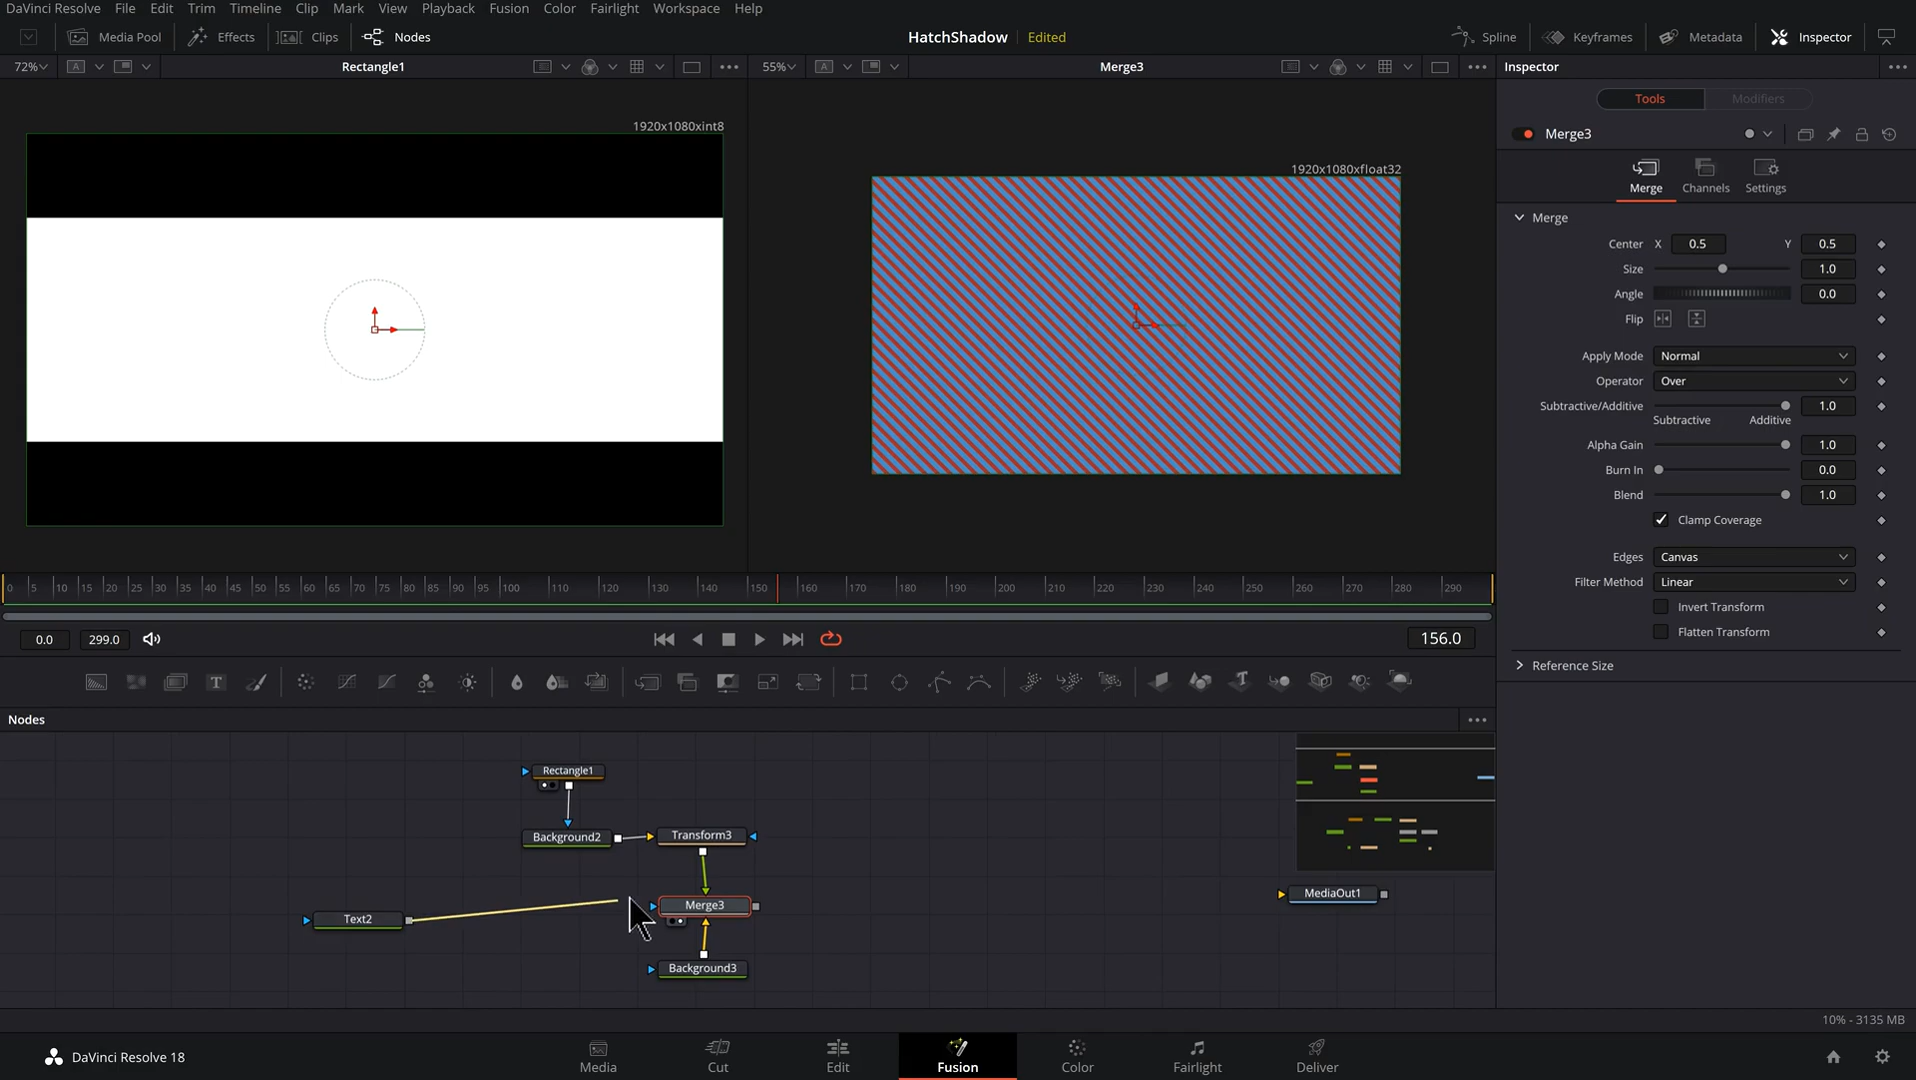 DaVinci Resolve File Edit Trim Timeline Clip Mark View Playback Fusion Color Fairlight Workspace Help
Media Pool Effects Clips Nodes HatchShadow Edited Spline Keyframes Metadata Inspector
72% A Rectangle1 55% A Merge3 Inspector
Tools Modifiers
1920x1080xint8
1920x1080xfloat32
Merge3
Merge Channels Settings
Merge
Center X 0.5 Y 0.5
Size 1.0
Angle 0.0
Flip
Apply Mode Normal
Operator Over
Subtractive/Additive 1.0
Subtractive Additive
Alpha Gain 1.0
Burn In 0.0
Blend 1.0
Clamp Coverage
Edges Canvas
Filter Method Linear
Invert Transform
Flatten Transform
Reference Size
0 5 10 15 20 25 30 35 40 45 50 55 60 65 70 75 80 85 90 95 100 110 120 130 140 150 160 170 180 190 200 210 220 230 240 250 260 270 280 290
0.0 299.0 156.0
T T
Nodes
Rectangle1
Background2 Transform3
Text2 Merge3 MediaOut1
Background3
10% - 3135 MB
DaVinci Resolve 18 Media Cut Edit Fusion Color Fairlight Deliver